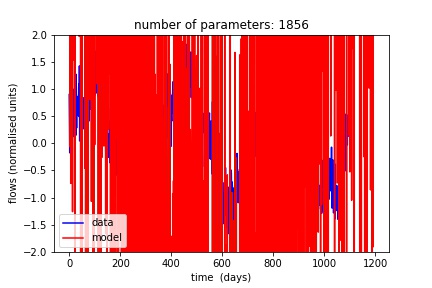 number of parameters: 1856
flows (normalised units)
2.0
1.5
1.0
0.5
0.0
−0.5
−1.0
−1.5
−2.0
data
model
0 200 400 600 800 1000 1200
time (days)